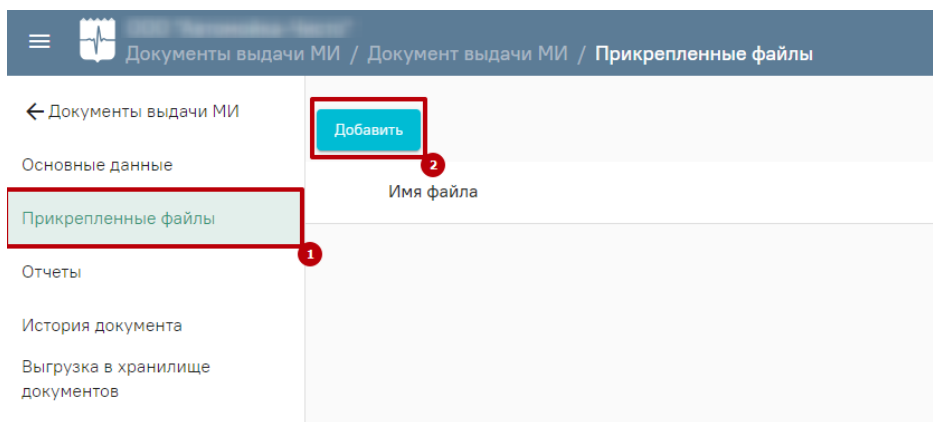 Документы выдачи МИ / Документ выдачи МИ / Прикрепленные файлы
Документы выдачи МИ
Добавить
2
Основные данные
Имя файла
Прикрепленные файлы
1
Отчеты
История документа
Выгрузка в хранилище
документов